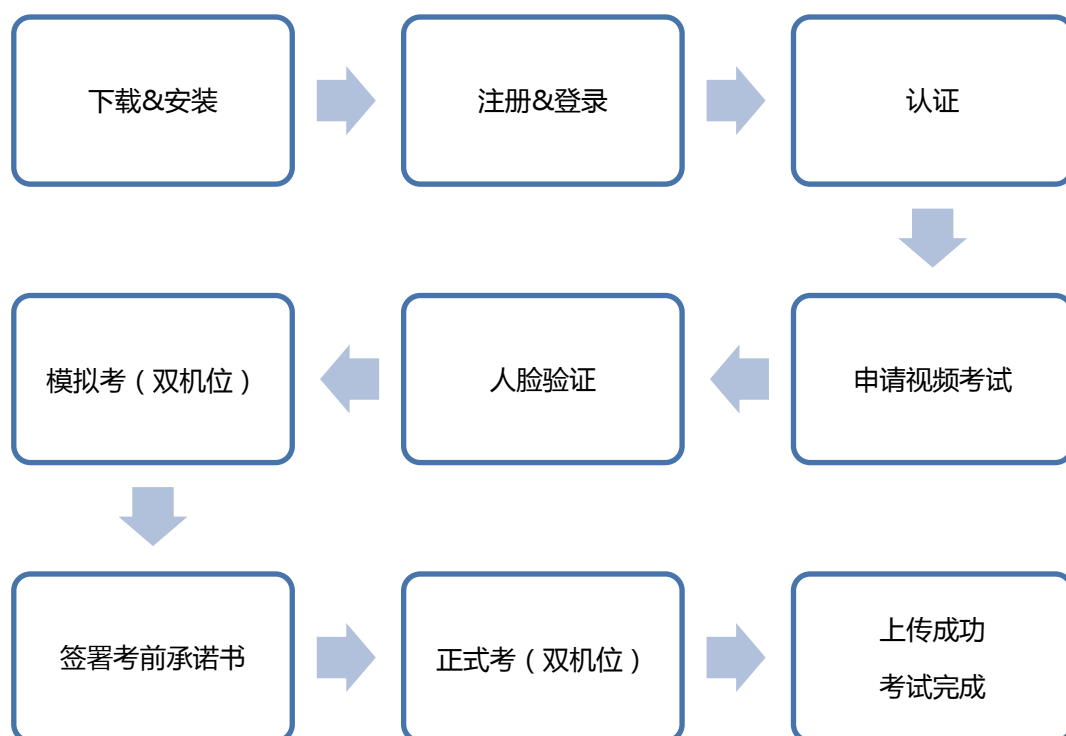 下载&安装
注册&登录
认证
申请视频考试
人脸验证
模拟考（双机位）
签署考前承诺书
正式考（双机位）
上传成功
考试完成